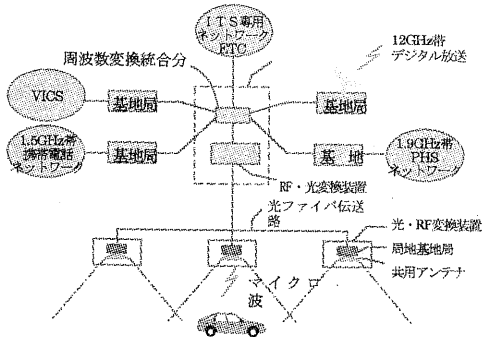 ITS専用
ネットワーク
ETC
12GHz帯
デジタル放送
周波数変換統合分
VICS
基地局
基地局
1.5GHz帯
携帯電話
ネットワーク
基地局
基 地
1.9GHz帯
PHS
ネットワーク
RF・光変換装置
光ファイバ伝送
路
光・RF変換装置
局地基地局
共用アンテナ
マイクロ
波